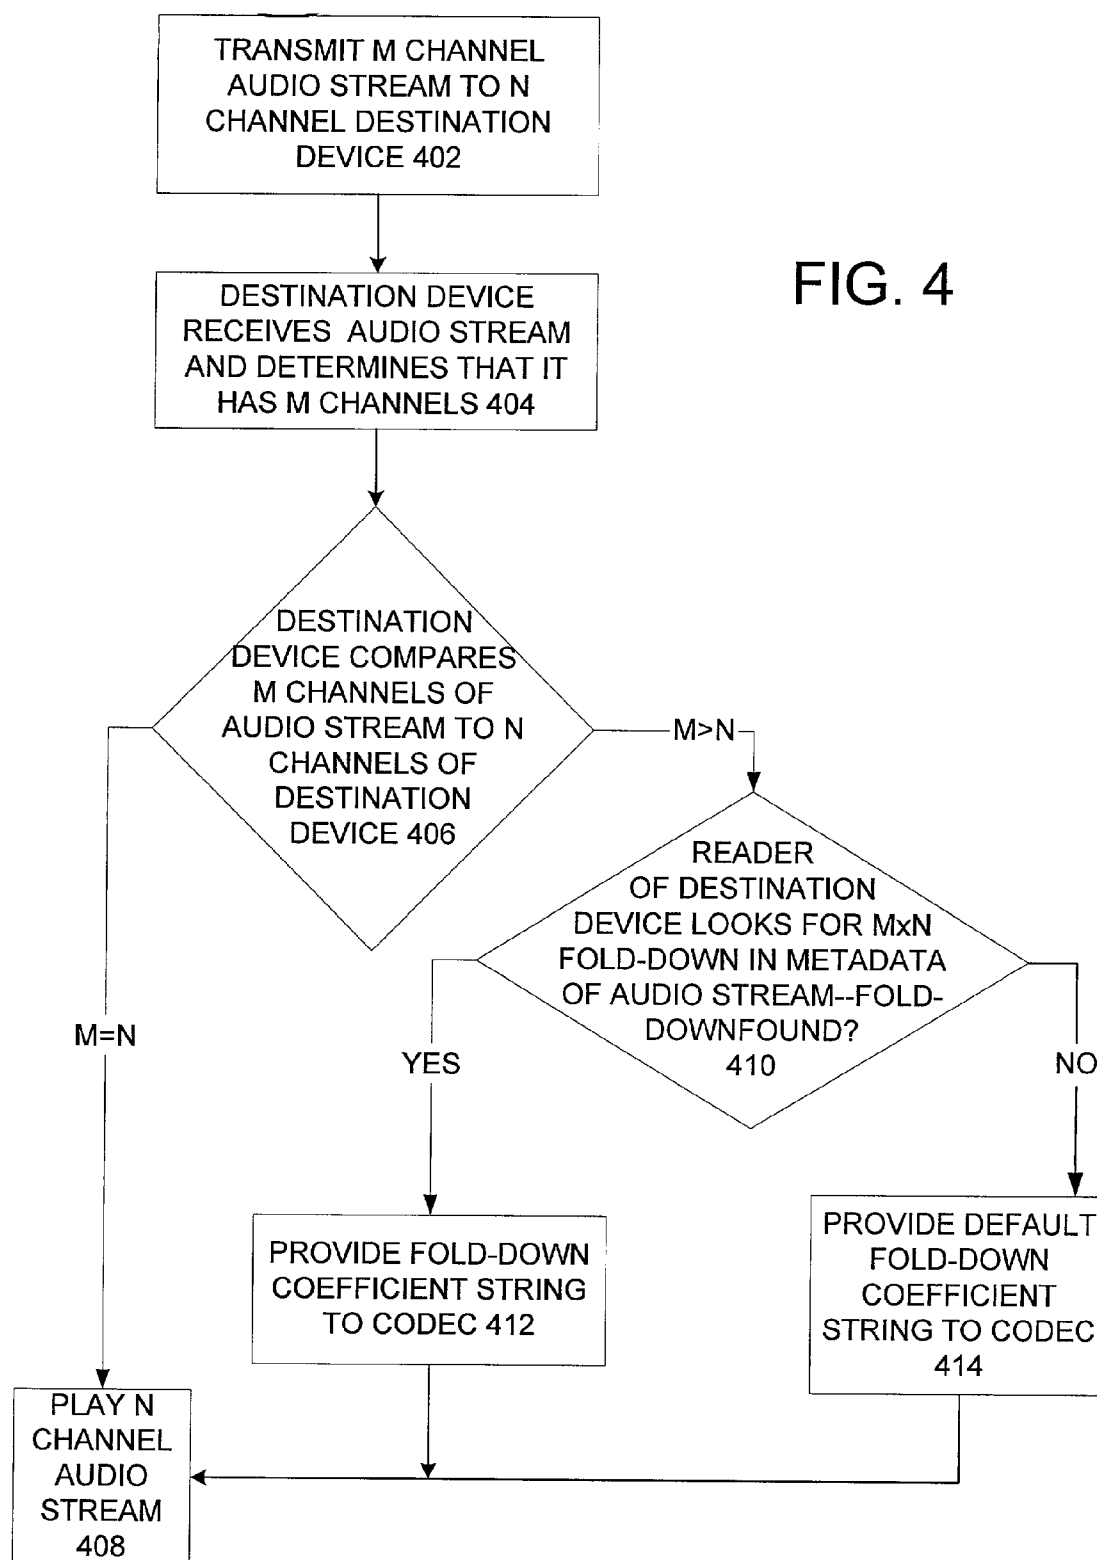 TRANSMIT M CHANNEL
AUDIO STREAM TO N
CHANNEL DESTINATION
DEVICE 402
FIG. 4
DESTINATION DEVICE
RECEIVES AUDIO STREAM
AND DETERMINES THAT IT
HAS M CHANNELS 404
DESTINATION
DEVICE COMPARES
M CHANNELS OF
AUDIO STREAM TO N
CHANNELS OF
DESTINATION
DEVICE 406
M>N
M=N
READER
OF DESTINATION
DEVICE LOOKS FOR MxN
FOLD-DOWN IN METADATA
OF AUDIO STREAM--FOLD-
DOWNFOUND?
410
YES
NO
PROVIDE FOLD-DOWN
COEFFICIENT STRING
TO CODEC 412
PROVIDE DEFAULT
FOLD-DOWN
COEFFICIENT
STRING TO CODEC
414
PLAY N
CHANNEL
AUDIO
STREAM
408